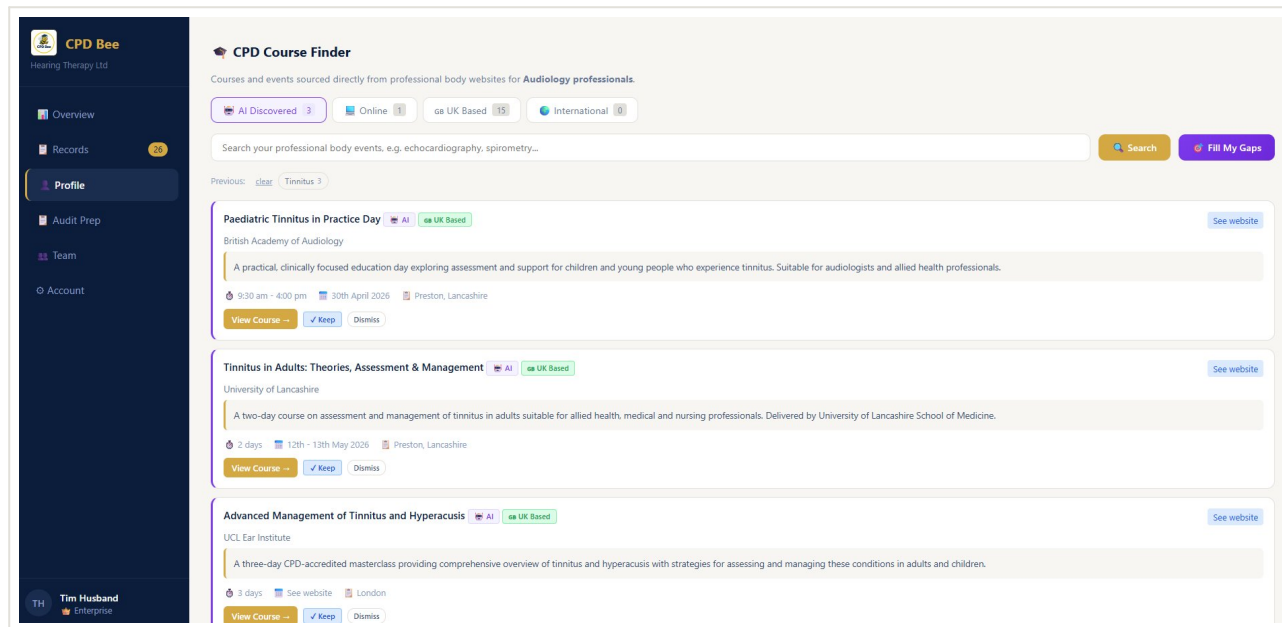 CPD Bee
Hearing Therapy Ltd
Overview
Records 26
Profile
Audit Prep
Team
Account
TH Tim Husband
Enterprise
CPD Course Finder
Courses and events sourced directly from professional body websites for Audiology professionals.
AI Discovered 3 Online 1 GB UK Based 15 International 0
Search your professional body events, e.g. echocardiography, spirometry... Search Fill My Gaps
Previous: clear Tinnitus 3
Paediatric Tinnitus in Practice Day AI GB UK Based See website
British Academy of Audiology
A practical, clinically focused education day exploring assessment and support for children and young people who experience tinnitus. Suitable for audiologists and allied health professionals.
9:30 am - 4:00 pm 30th April 2026 Preston, Lancashire
View Course → ✓ Keep Dismiss
Tinnitus in Adults: Theories, Assessment & Management AI GB UK Based See website
University of Lancashire
A two-day course on assessment and management of tinnitus in adults suitable for allied health, medical and nursing professionals. Delivered by University of Lancashire School of Medicine.
2 days 12th - 13th May 2026 Preston, Lancashire
View Course → ✓ Keep Dismiss
Advanced Management of Tinnitus and Hyperacusis AI GB UK Based See website
UCL Ear Institute
A three-day CPD-accredited masterclass providing comprehensive overview of tinnitus and hyperacusis with strategies for assessing and managing these conditions in adults and children.
3 days See website London
View Course → ✓ Keep Dismiss